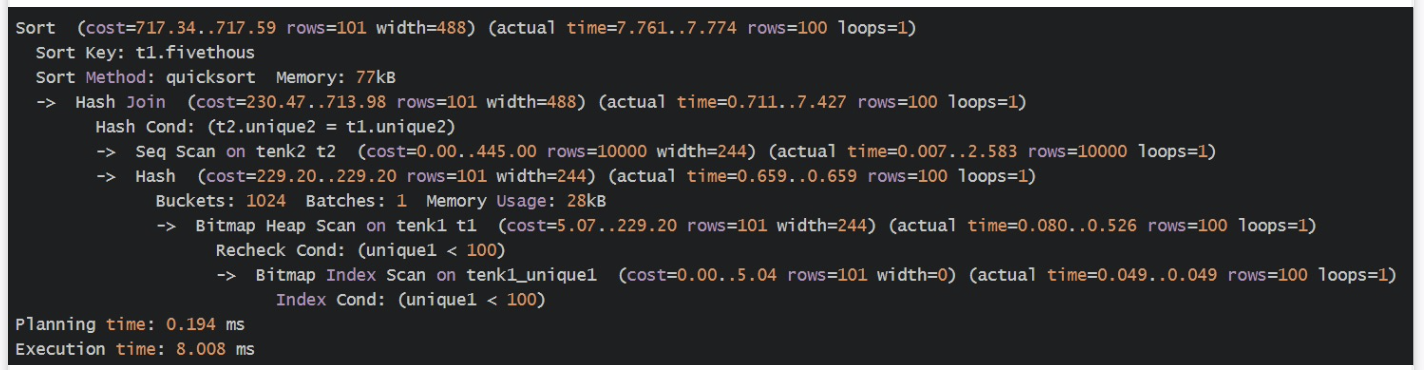 Sort  (cost=717.34..717.59 rows=101 width=488) (actual time=7.761..7.774 rows=100 loops=1)
  Sort Key: t1.fivethous
  Sort Method: quicksort  Memory: 77kB
  ->  Hash Join  (cost=230.47..713.98 rows=101 width=488) (actual time=0.711..7.427 rows=100 loops=1)
        Hash Cond: (t2.unique2 = t1.unique2)
        ->  Seq Scan on tenk2 t2  (cost=0.00..445.00 rows=10000 width=244) (actual time=0.007..2.583 rows=10000 loops=1)
        ->  Hash  (cost=229.20..229.20 rows=101 width=244) (actual time=0.659..0.659 rows=100 loops=1)
              Buckets: 1024  Batches: 1  Memory Usage: 28kB
              ->  Bitmap Heap Scan on tenk1 t1  (cost=5.07..229.20 rows=101 width=244) (actual time=0.080..0.526 rows=100 loops=1)
                    Recheck Cond: (unique1 < 100)
                    ->  Bitmap Index Scan on tenk1_unique1  (cost=0.00..5.04 rows=101 width=0) (actual time=0.049..0.049 rows=100 loops=1)
                          Index Cond: (unique1 < 100)
Planning time: 0.194 ms
Execution time: 8.008 ms